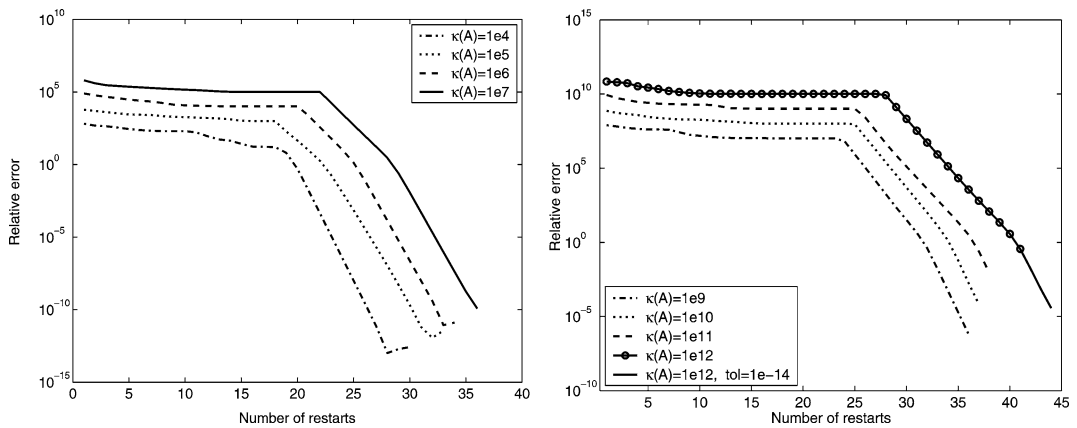 10^10
10^5
10^0
10^−5
10^−10
10^−15
Relative error
κ(A)=1e4
κ(A)=1e5
κ(A)=1e6
κ(A)=1e7
0 5 10 15 20 25 30 35 40
Number of restarts
10^15
10^10
10^5
10^0
10^−5
10^−10
Relative error
κ(A)=1e9
κ(A)=1e10
κ(A)=1e11
κ(A)=1e12
κ(A)=1e12, tol=1e−14
5 10 15 20 25 30 35 40 45
Number of restarts